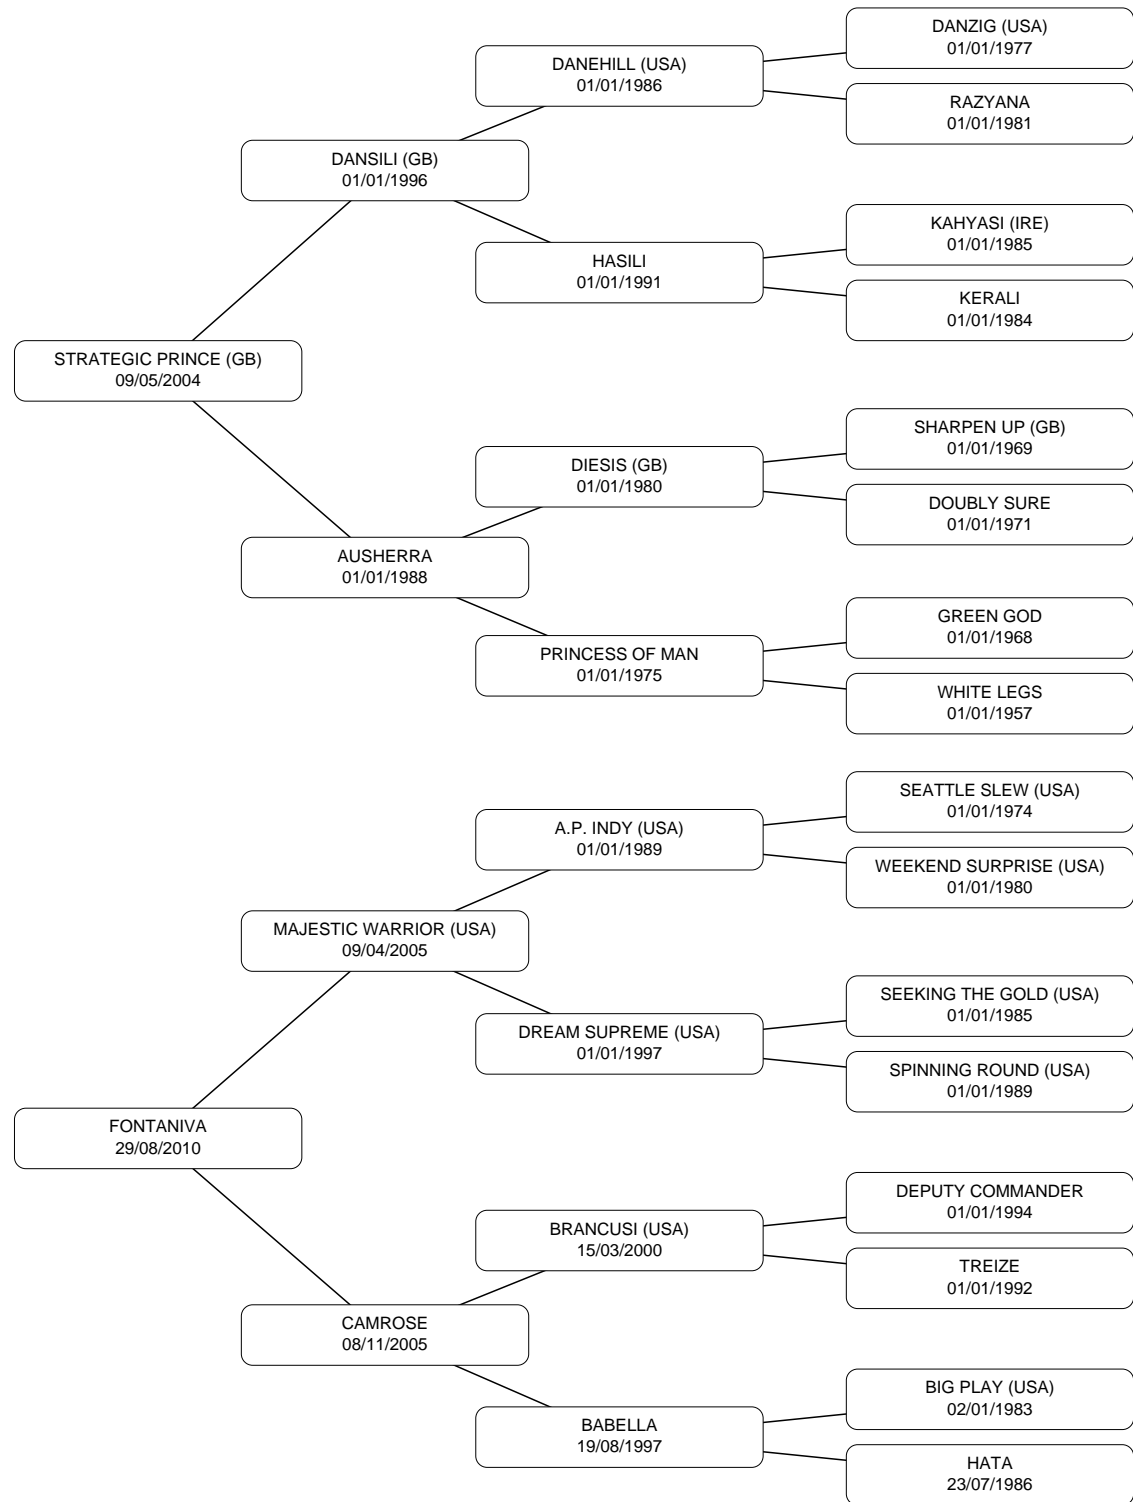 DANZIG (USA)
01/01/1977
DANEHILL (USA)
01/01/1986
RAZYANA
01/01/1981
DANSILI (GB)
01/01/1996
KAHYASI (IRE)
01/01/1985
HASILI
01/01/1991
KERALI
01/01/1984
STRATEGIC PRINCE (GB)
09/05/2004
SHARPEN UP (GB)
01/01/1969
DIESIS (GB)
01/01/1980
DOUBLY SURE
01/01/1971
AUSHERRA
01/01/1988
GREEN GOD
01/01/1968
PRINCESS OF MAN
01/01/1975
WHITE LEGS
01/01/1957
SEATTLE SLEW (USA)
01/01/1974
A.P. INDY (USA)
01/01/1989
WEEKEND SURPRISE (USA)
01/01/1980
MAJESTIC WARRIOR (USA)
09/04/2005
SEEKING THE GOLD (USA)
01/01/1985
DREAM SUPREME (USA)
01/01/1997
SPINNING ROUND (USA)
01/01/1989
FONTANIVA
29/08/2010
DEPUTY COMMANDER
01/01/1994
BRANCUSI (USA)
15/03/2000
TREIZE
01/01/1992
CAMROSE
08/11/2005
BIG PLAY (USA)
02/01/1983
BABELLA
19/08/1997
HATA
23/07/1986